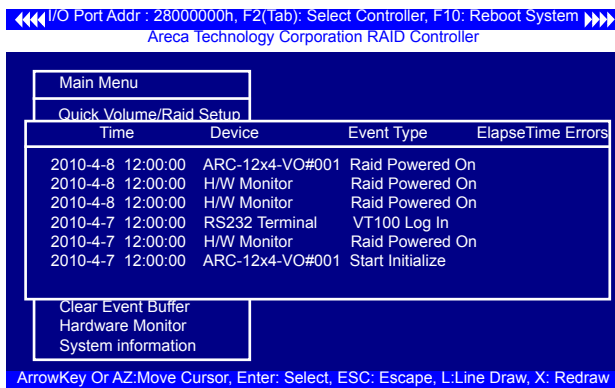 I/O Port Addr : 28000000h, F2(Tab): Select Controller, F10: Reboot System
Areca Technology Corporation RAID Controller
Main Menu
Quick Volume/Raid Setup
Time Device Event Type ElapseTime Errors
2010-4-8 12:00:00 ARC-12x4-VO#001 Raid Powered On
2010-4-8 12:00:00 H/W Monitor Raid Powered On
2010-4-8 12:00:00 H/W Monitor Raid Powered On
2010-4-7 12:00:00 RS232 Terminal VT100 Log In
2010-4-7 12:00:00 H/W Monitor Raid Powered On
2010-4-7 12:00:00 ARC-12x4-VO#001 Start Initialize
Clear Event Buffer
Hardware Monitor
System information
ArrowKey Or AZ:Move Cursor, Enter: Select, ESC: Escape, L:Line Draw, X: Redraw